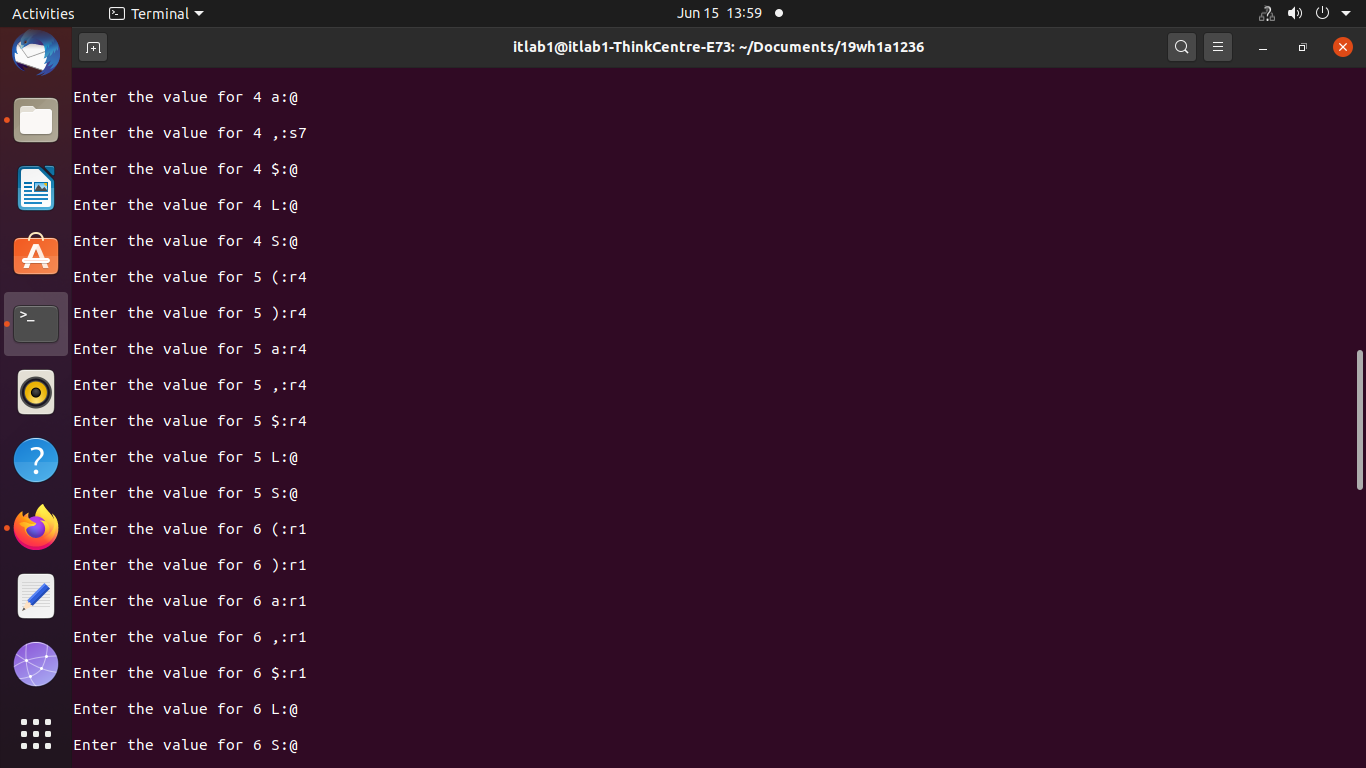 Activities Terminal Jun 15 13:59
itlab1@itlab1-ThinkCentre-E73: ~/Documents/19wh1a1236
Enter the value for 4 a:@
Enter the value for 4 ,:s7
Enter the value for 4 $:@
Enter the value for 4 L:@
Enter the value for 4 S:@
Enter the value for 5 (:r4
Enter the value for 5 ):r4
Enter the value for 5 a:r4
Enter the value for 5 ,:r4
Enter the value for 5 $:r4
Enter the value for 5 L:@
Enter the value for 5 S:@
Enter the value for 6 (:r1
Enter the value for 6 ):r1
Enter the value for 6 a:r1
Enter the value for 6 ,:r1
Enter the value for 6 $:r1
Enter the value for 6 L:@
Enter the value for 6 S:@